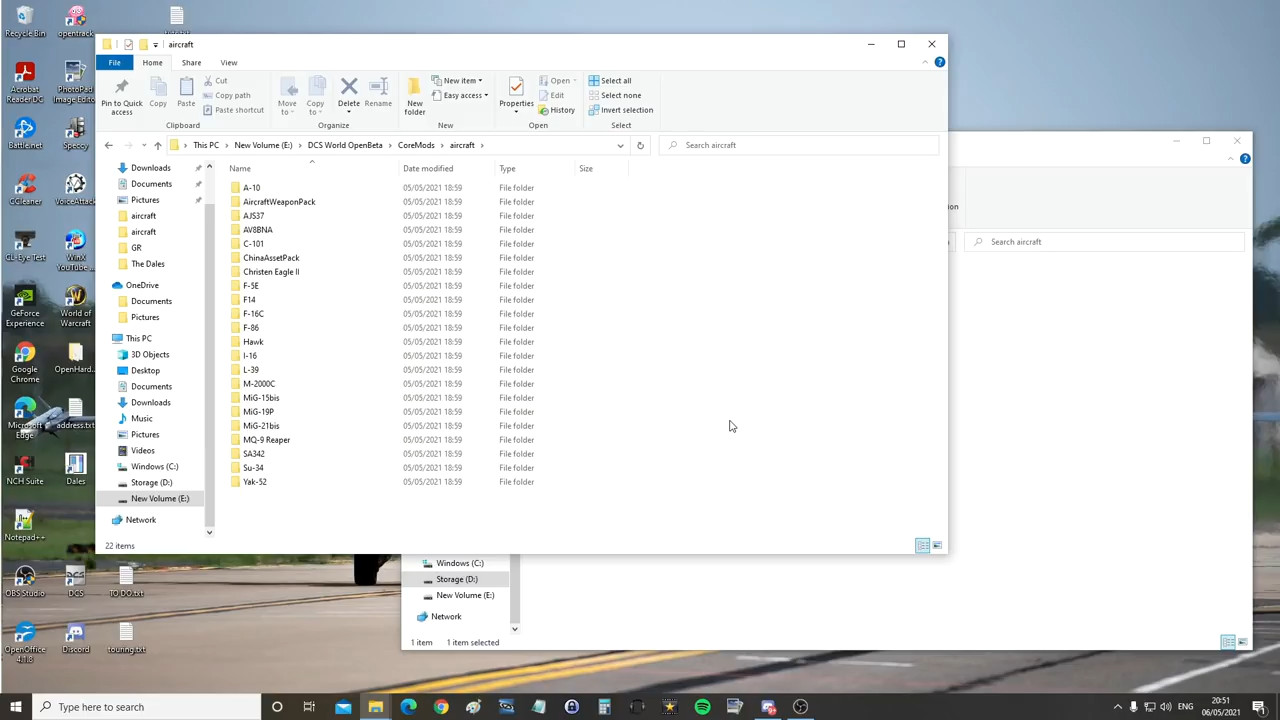 Recycle Bin
opentrack
Acrobat Reader DC
PhotoPad Image Editor
Battle.net
Speccy
CCleaner
VoiceAttack
CL-Eye Test
WinX YouTube ...
GeForce Experience
World of Warcraft
Google Chrome
OpenHard...
Microsoft Edge
address.txt
NCH Suite
Dales
Notepad++
OBS Studio
DCS
TO DO.txt
OpenOffice 4.1.8
Discord
touring.txt
aircraft
File
Home
Share
View
Pin to Quick access
Copy
Paste
Cut
Copy path
Paste shortcut
Clipboard
Move to
Copy to
Delete
Rename
Organize
New folder
New item
Easy access
New
Properties
Open
Edit
History
Open
Select all
Select none
Invert selection
Select
This PC
New Volume (E:)
DCS World OpenBeta
CoreMods
aircraft
Search aircraft
Downloads
Documents
Pictures
aircraft
aircraft
GR
The Dales
OneDrive
Documents
Pictures
This PC
3D Objects
Desktop
Documents
Downloads
Music
Pictures
Videos
Windows (C:)
Storage (D:)
New Volume (E:)
Network
Name Date modified Type Size
A-10 05/05/2021 18:59 File folder
AircraftWeaponPack 05/05/2021 18:59 File folder
AJS37 05/05/2021 18:59 File folder
AV8BNA 05/05/2021 18:59 File folder
C-101 05/05/2021 18:59 File folder
ChinaAssetPack 05/05/2021 18:59 File folder
Christen Eagle II 05/05/2021 18:59 File folder
F-5E 05/05/2021 18:59 File folder
F14 05/05/2021 18:59 File folder
F-16C 05/05/2021 18:59 File folder
F-86 05/05/2021 18:59 File folder
Hawk 05/05/2021 18:59 File folder
I-16 05/05/2021 18:59 File folder
L-39 05/05/2021 18:59 File folder
M-2000C 05/05/2021 18:59 File folder
MiG-15bis 05/05/2021 18:59 File folder
MiG-19P 05/05/2021 18:59 File folder
MiG-21bis 05/05/2021 18:59 File folder
MQ-9 Reaper 05/05/2021 18:59 File folder
SA342 05/05/2021 18:59 File folder
Su-34 05/05/2021 18:59 File folder
Yak-52 05/05/2021 18:59 File folder
22 items
Search aircraft
Windows (C:)
Storage (D:)
New Volume (E:)
Network
1 item 1 item selected
Type here to search
ENG
20:51
06/05/2021